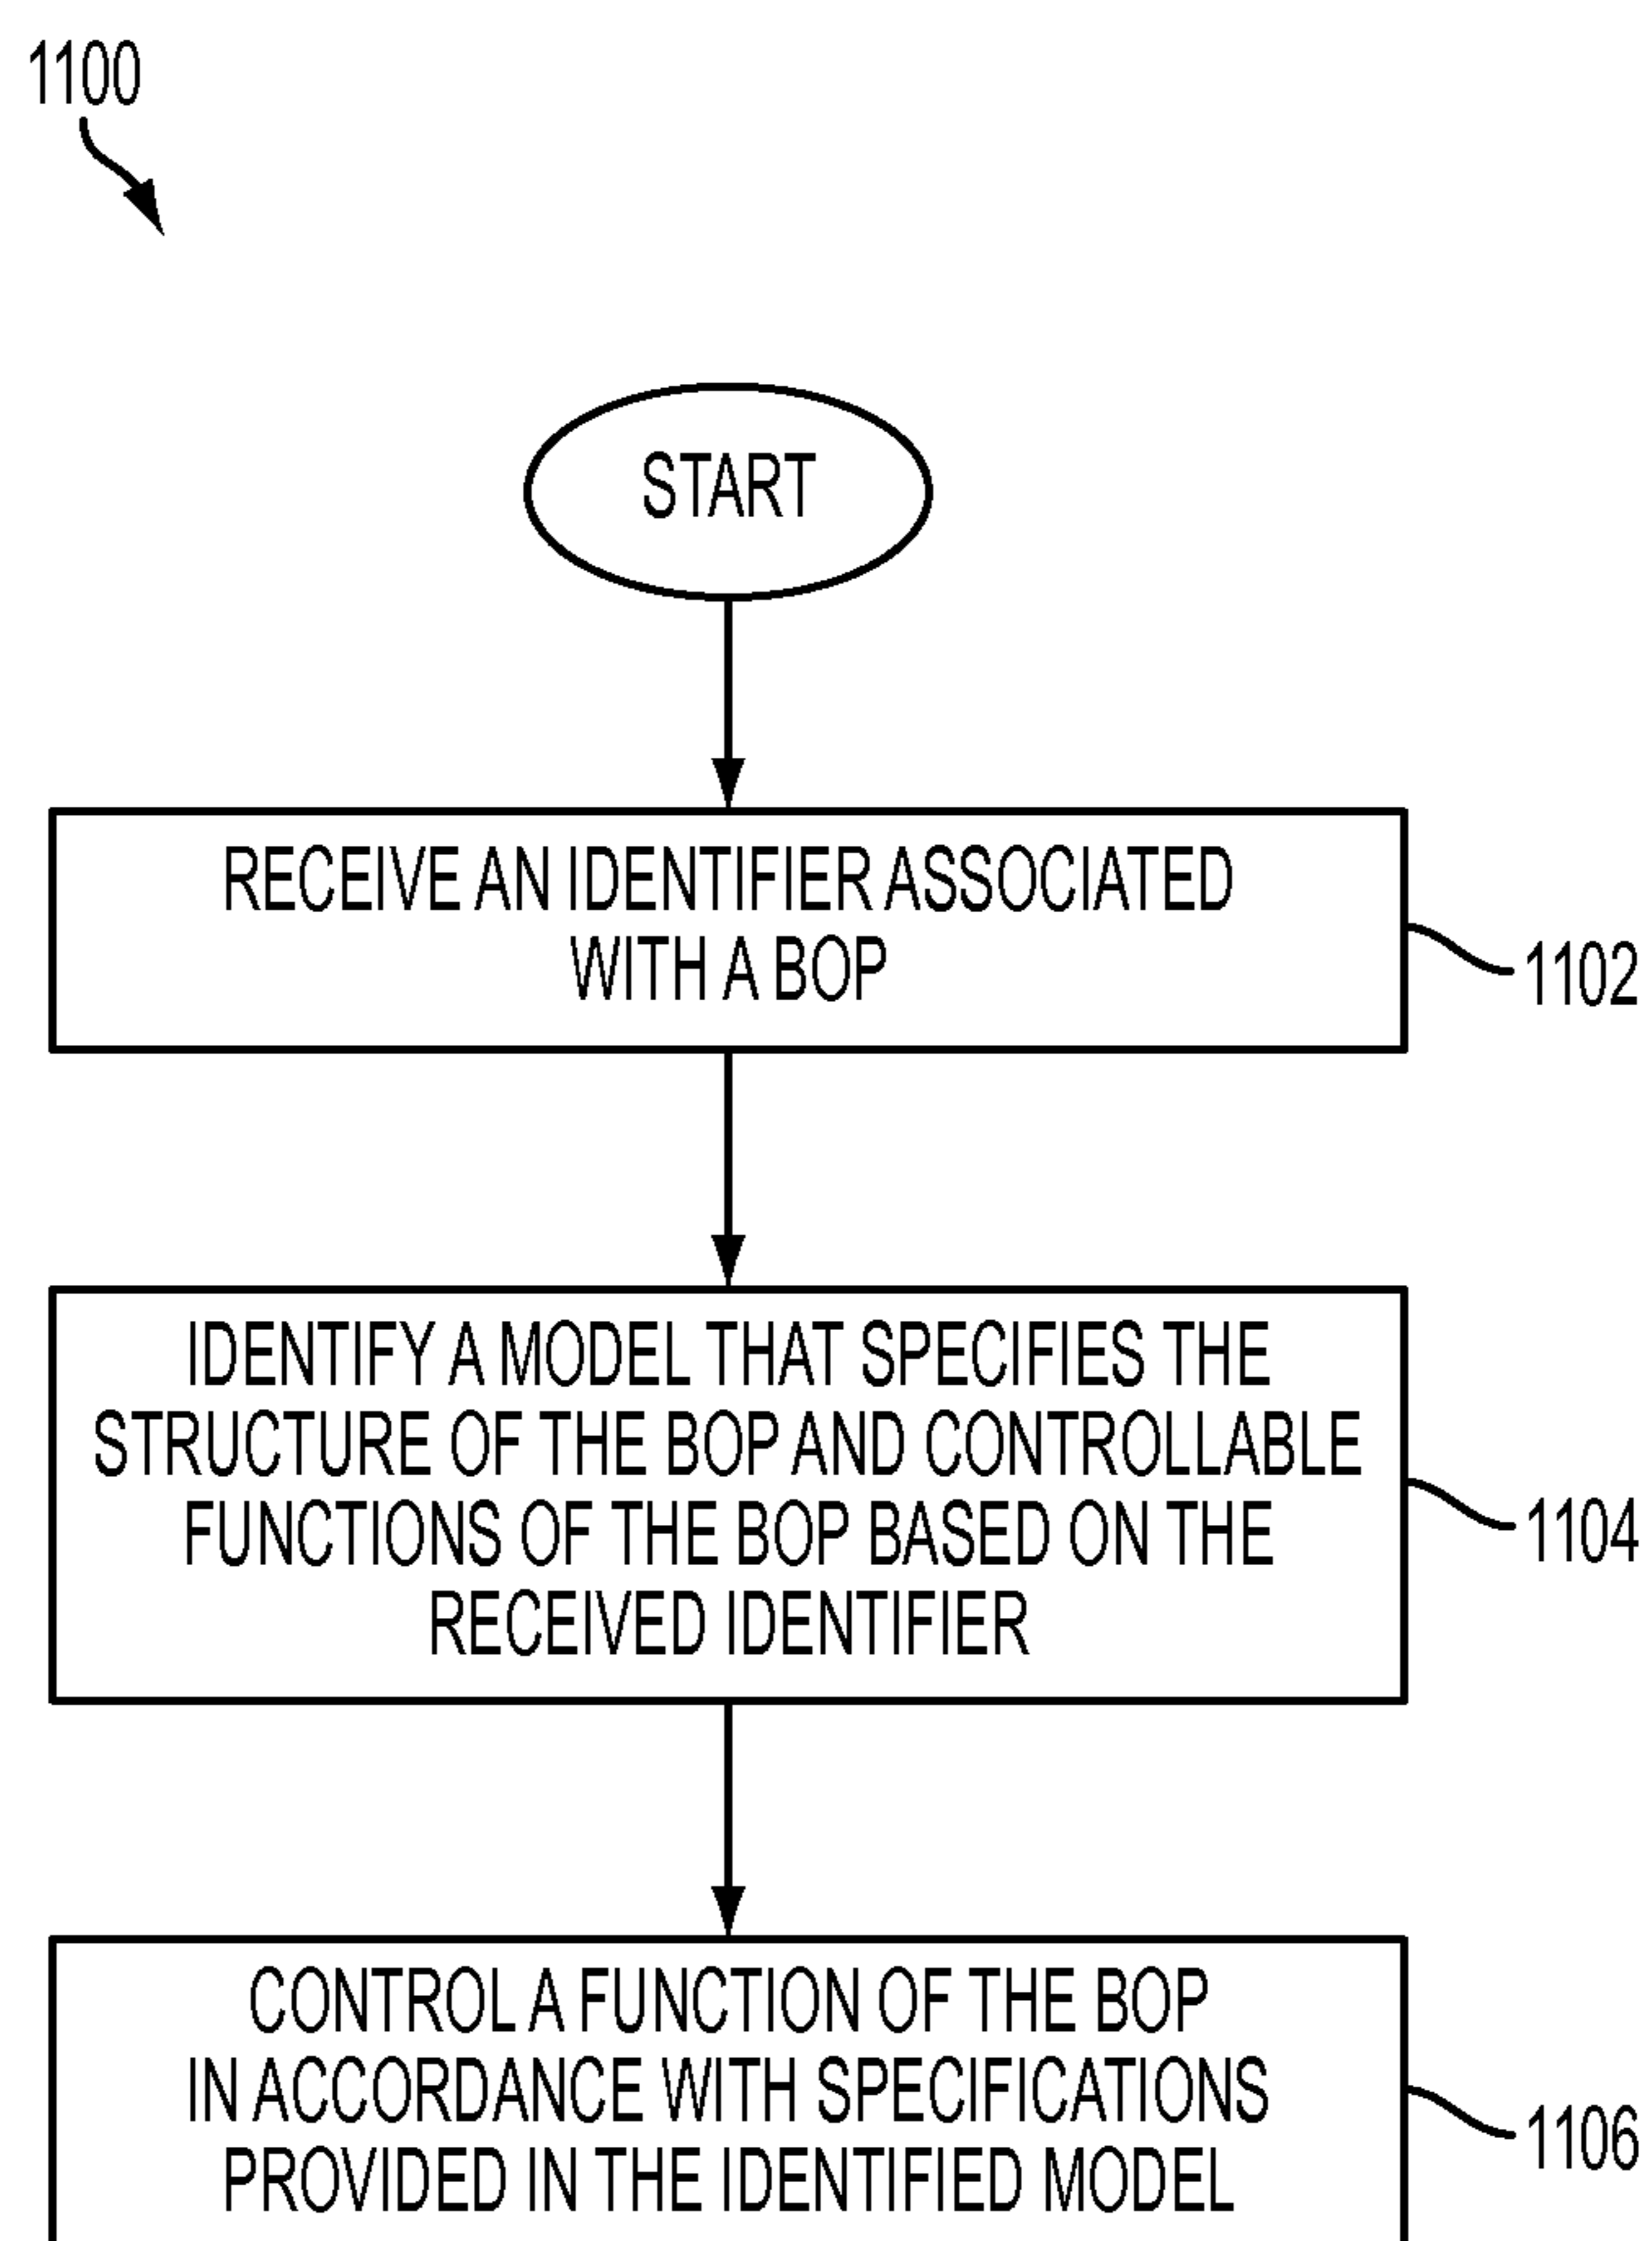 1100
START
RECEIVE AN IDENTIFIER ASSOCIATED
WITH A BOP
1102
IDENTIFY A MODEL THAT SPECIFIES THE
STRUCTURE OF THE BOP AND CONTROLLABLE
FUNCTIONS OF THE BOP BASED ON THE
RECEIVED IDENTIFIER
1104
CONTROL A FUNCTION OF THE BOP
IN ACCORDANCE WITH SPECIFICATIONS
PROVIDED IN THE IDENTIFIED MODEL
1106